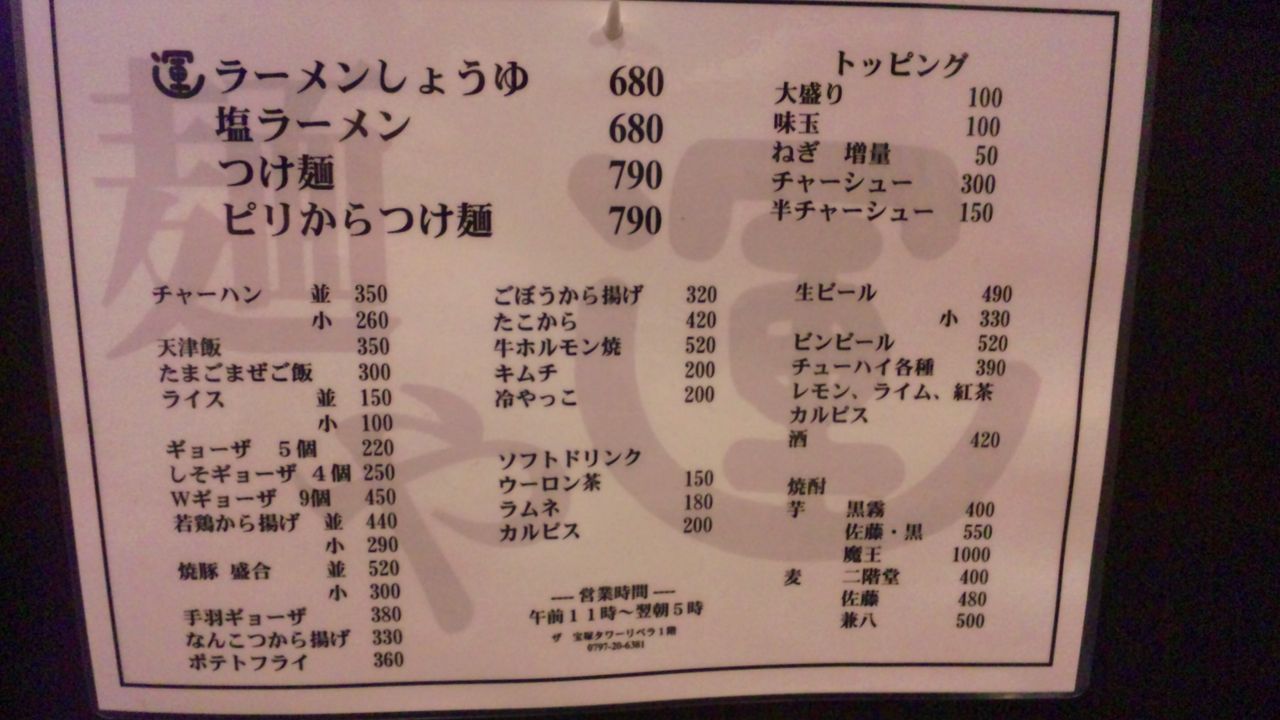 運 ラーメンしょうゆ 680
塩ラーメン 680
つけ麺 790
ピリからつけ麺 790
トッピング
大盛り 100
味玉 100
ねぎ 増量 50
チャーシュー 300
半チャーシュー 150
チャーハン 並 350
小 260
天津飯 350
たまごまぜご飯 300
ライス 並 150
小 100
ギョーザ 5個 220
しそギョーザ 4個 250
Wギョーザ 9個 450
若鶏から揚げ 並 440
小 290
焼豚 盛合 並 520
小 300
手羽ギョーザ 380
なんこつから揚げ 330
ポテトフライ 360
ごぼうから揚げ 320
たこから 420
牛ホルモン焼 520
キムチ 200
冷やっこ 200
ソフトドリンク
ウーロン茶 150
ラムネ 180
カルピス 200
--- 営業時間 ---
午前11時〜翌朝5時
ザ 宝塚タワーリベラ1階
0797-20-6381
生ビール 490
小 330
ビンビール 520
チューハイ各種 390
レモン、ライム、紅茶
カルピス
酒 420
焼酎
芋 黒霧 400
佐藤・黒 550
魔王 1000
麦 二階堂 400
佐藤 480
兼八 500
麺や
運